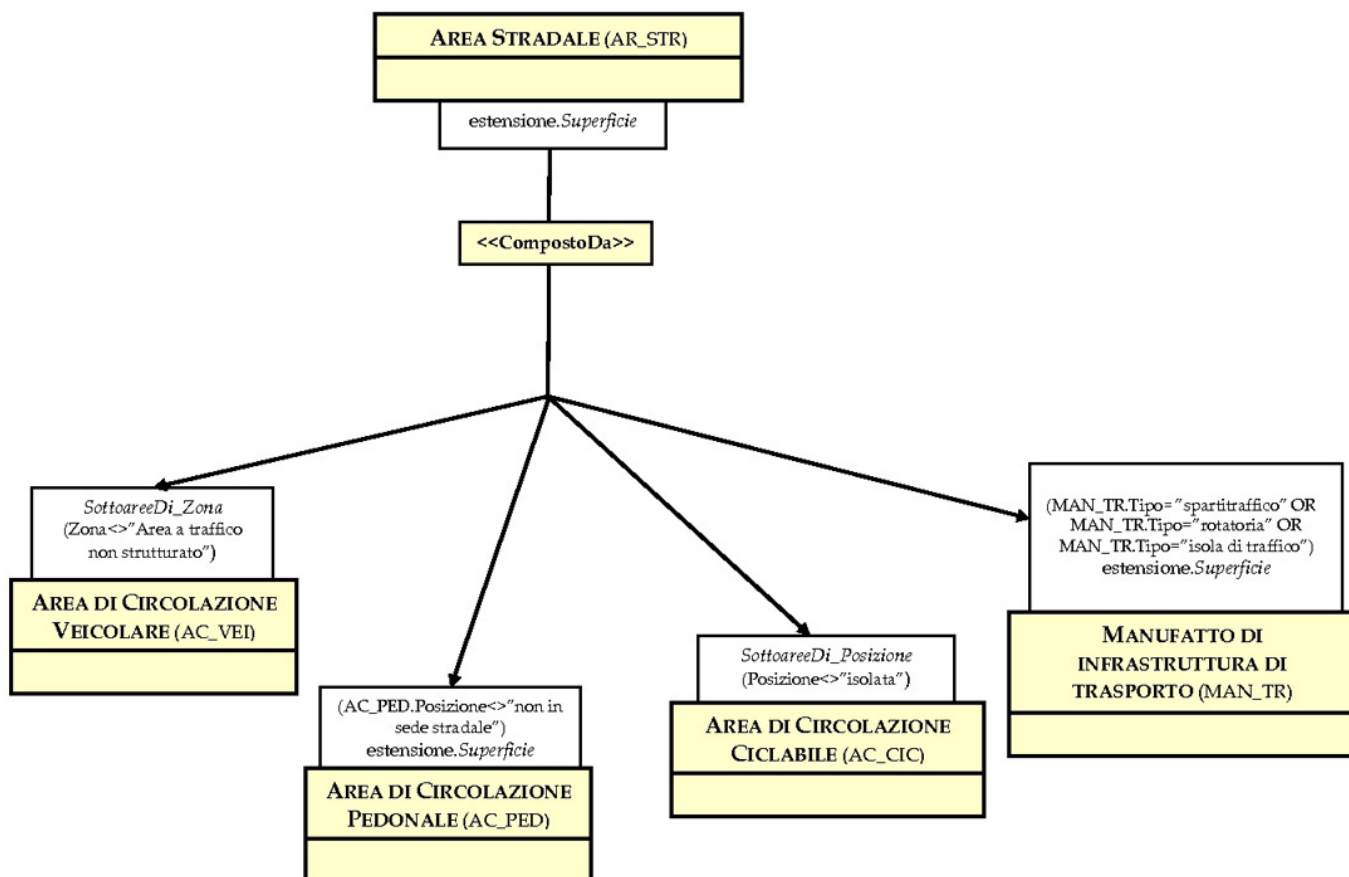 AREA STRADALE (AR_STR)
estensione.Superficie
<<CompostoDa>>
SottoareeDi_Zona
(Zona<>"Area a traffico
non strutturato")
AREA DI CIRCOLAZIONE
VEICOLARE (AC_VEI)
(AC_PED.Posizione<>"non in
sede stradale")
estensione.Superficie
AREA DI CIRCOLAZIONE
PEDONALE (AC_PED)
SottoareeDi_Posizione
(Posizione<>"isolata")
AREA DI CIRCOLAZIONE
CICLABILE (AC_CIC)
(MAN_TR.Tipo="spartitraffico" OR
MAN_TR.Tipo="rotatoria" OR
MAN_TR.Tipo="isola di traffico")
estensione.Superficie
MANUFATTO DI
INFRASTRUTTURA DI
TRASPORTO (MAN_TR)